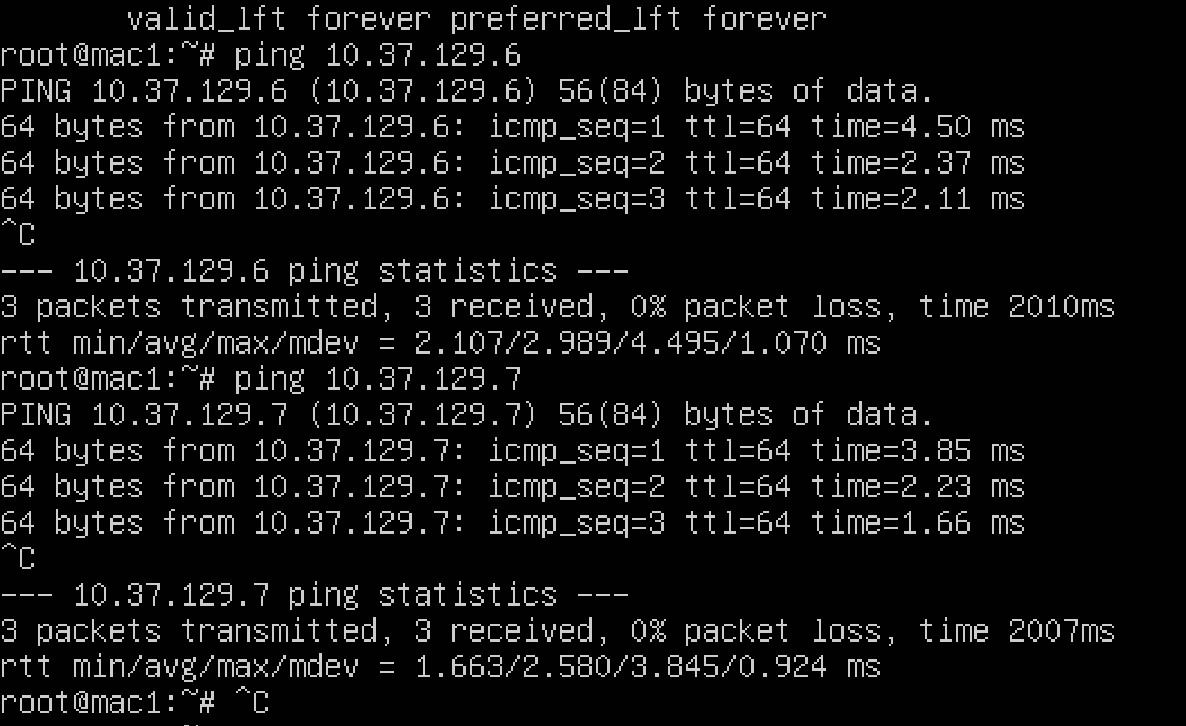 valid_lft forever preferred_lft forever
root@mac1:~# ping 10.37.129.6
PING 10.37.129.6 (10.37.129.6) 56(84) bytes of data.
64 bytes from 10.37.129.6: icmp_seq=1 ttl=64 time=4.50 ms
64 bytes from 10.37.129.6: icmp_seq=2 ttl=64 time=2.37 ms
64 bytes from 10.37.129.6: icmp_seq=3 ttl=64 time=2.11 ms
^C
--- 10.37.129.6 ping statistics ---
3 packets transmitted, 3 received, 0% packet loss, time 2010ms
rtt min/avg/max/mdev = 2.107/2.989/4.495/1.070 ms
root@mac1:~# ping 10.37.129.7
PING 10.37.129.7 (10.37.129.7) 56(84) bytes of data.
64 bytes from 10.37.129.7: icmp_seq=1 ttl=64 time=3.85 ms
64 bytes from 10.37.129.7: icmp_seq=2 ttl=64 time=2.23 ms
64 bytes from 10.37.129.7: icmp_seq=3 ttl=64 time=1.66 ms
^C
--- 10.37.129.7 ping statistics ---
3 packets transmitted, 3 received, 0% packet loss, time 2007ms
rtt min/avg/max/mdev = 1.663/2.580/3.845/0.924 ms
root@mac1:~# ^C